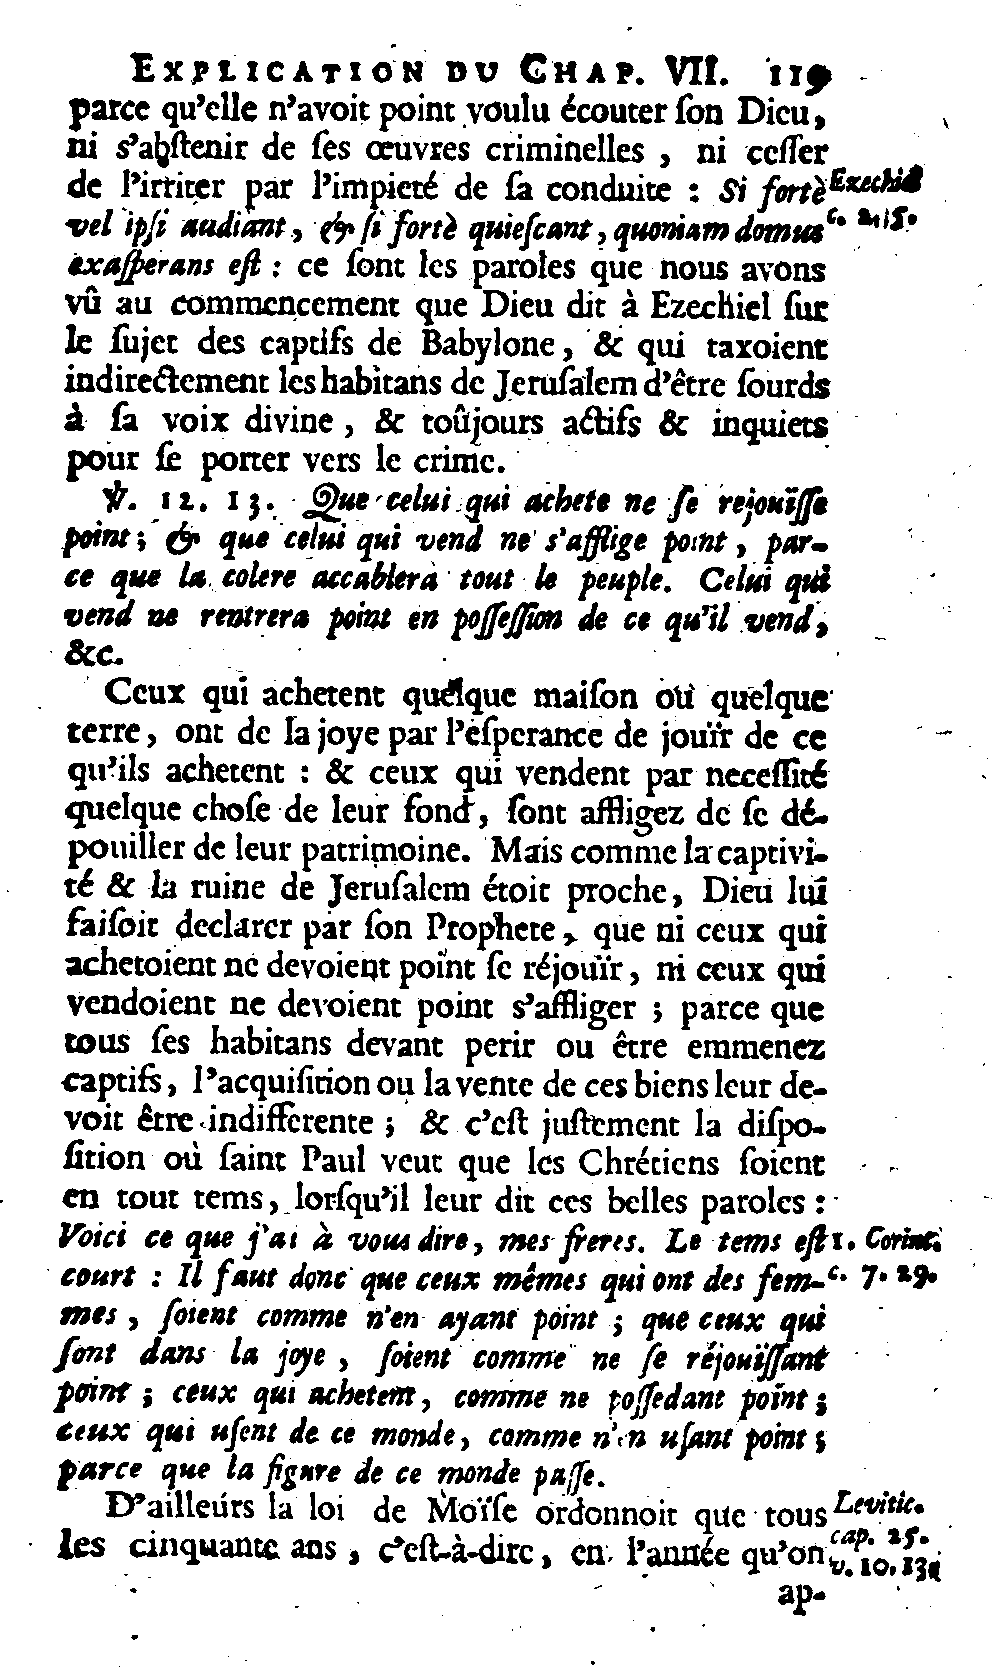 EXPLICATION DU CHAP. VII. 119
parce qu'elle n'avoit point voulu écouter ſon Dieu,
ni s'abſtenir de ſes œuvres criminelles, ni ceſſer
de l'irriter par l'impieté de ſa conduite : Si fortè
Ezechiel
vel ipſi audiant, & ſi fortè quieſcant, quoniam domus
c. 2. 15.
exaſperans eſt : ce ſont les paroles que nous avons
vû au commencement que Dieu dit à Ezechiel ſur
le ſujet des captifs de Babylone, & qui taxoient
indirectement les habitans de Jeruſalem d'être ſourds
à ſa voix divine, & toûjours actifs & inquiets
pour ſe porter vers le crime.
℣. 12. 13. Que celui qui achete ne ſe rejouïſſe
point; & que celui qui vend ne s'afflige point, par-
ce que la colere accablera tout le peuple. Celui qui
vend ne rentrera point en poſſeſſion de ce qu'il vend,
&c.
Ceux qui achetent quelque maiſon ou quelque
terre, ont de la joye par l'eſperance de jouïr de ce
qu'ils achetent : & ceux qui vendent par neceſſité
quelque choſe de leur fond, ſont affligez de ſe dé-
pouiller de leur patrimoine. Mais comme la captivi-
té & la ruine de Jeruſalem étoit proche, Dieu lui
faiſoit declarer par ſon Prophete, que ni ceux qui
achetoient ne devoient point ſe réjouïr, ni ceux qui
vendoient ne devoient point s'affliger ; parce que
tous ſes habitans devant perir ou être emmenez
captifs, l'acquiſition ou la vente de ces biens leur de-
voit être indifferente ; & c'eſt juſtement la diſpo-
ſition où ſaint Paul veut que les Chrétiens ſoient
en tout tems, lorſqu'il leur dit ces belles paroles :
Voici ce que j'ai à vous dire, mes freres. Le tems eſt
1. Corint.
court : Il faut donc que ceux mêmes qui ont des fem-
c. 7. 29.
mes, ſoient comme n'en ayant point ; que ceux qui
ſont dans la joye, ſoient comme ne ſe réjouïſſant
point ; ceux qui achetent, comme ne poſſedant point ;
ceux qui uſent de ce monde, comme n'en uſant point ;
parce que la figure de ce monde paſſe.
D'ailleurs la loi de Moïſe ordonnoit que tous
Levitic.
les cinquante ans, c'eſt-à-dire, en l'année qu'on
cap. 25.
v. 10. 13.
ap-